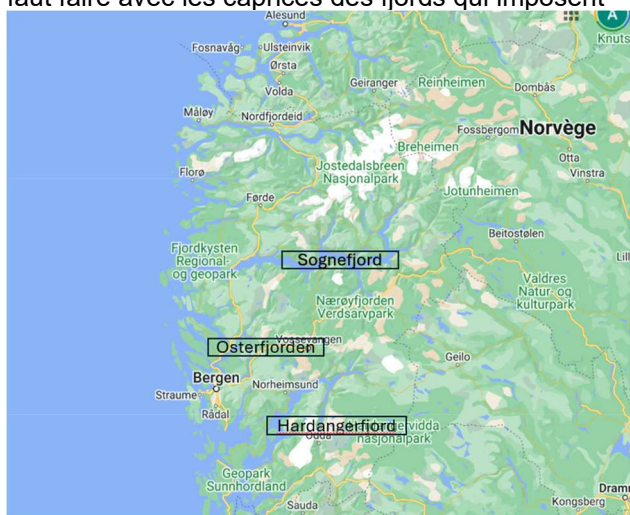 faut faire avec les caprices des fjords qui imposent
Ålesund
A
Knuts
Fosnavåg
Ulsteinvik
Ørsta
Volda
Geiranger
Reinheimen
Dombås
Måløy
Nordfjordeid
Fossbergom
Norvège
Breheimen
Otta
Vinstra
Florø
Jostedalsbreen
Nasjonalpark
Jotunheimen
Førde
Beitostølen
Fjordkysten
Regional-
og geopark
Sognefjord
Lil
Valdres
Natur- og
kulturpark
Nærøyfjorden
Verdsarvpark
Vossevangen
Osterfjorden
Geilo
Bergen
Straume
Norheimsund
Rådal
Hardangerfjord
nasjonalpark
Odda
Geopark
Sunnhordland
Sauda
Dramm
Kongsberg